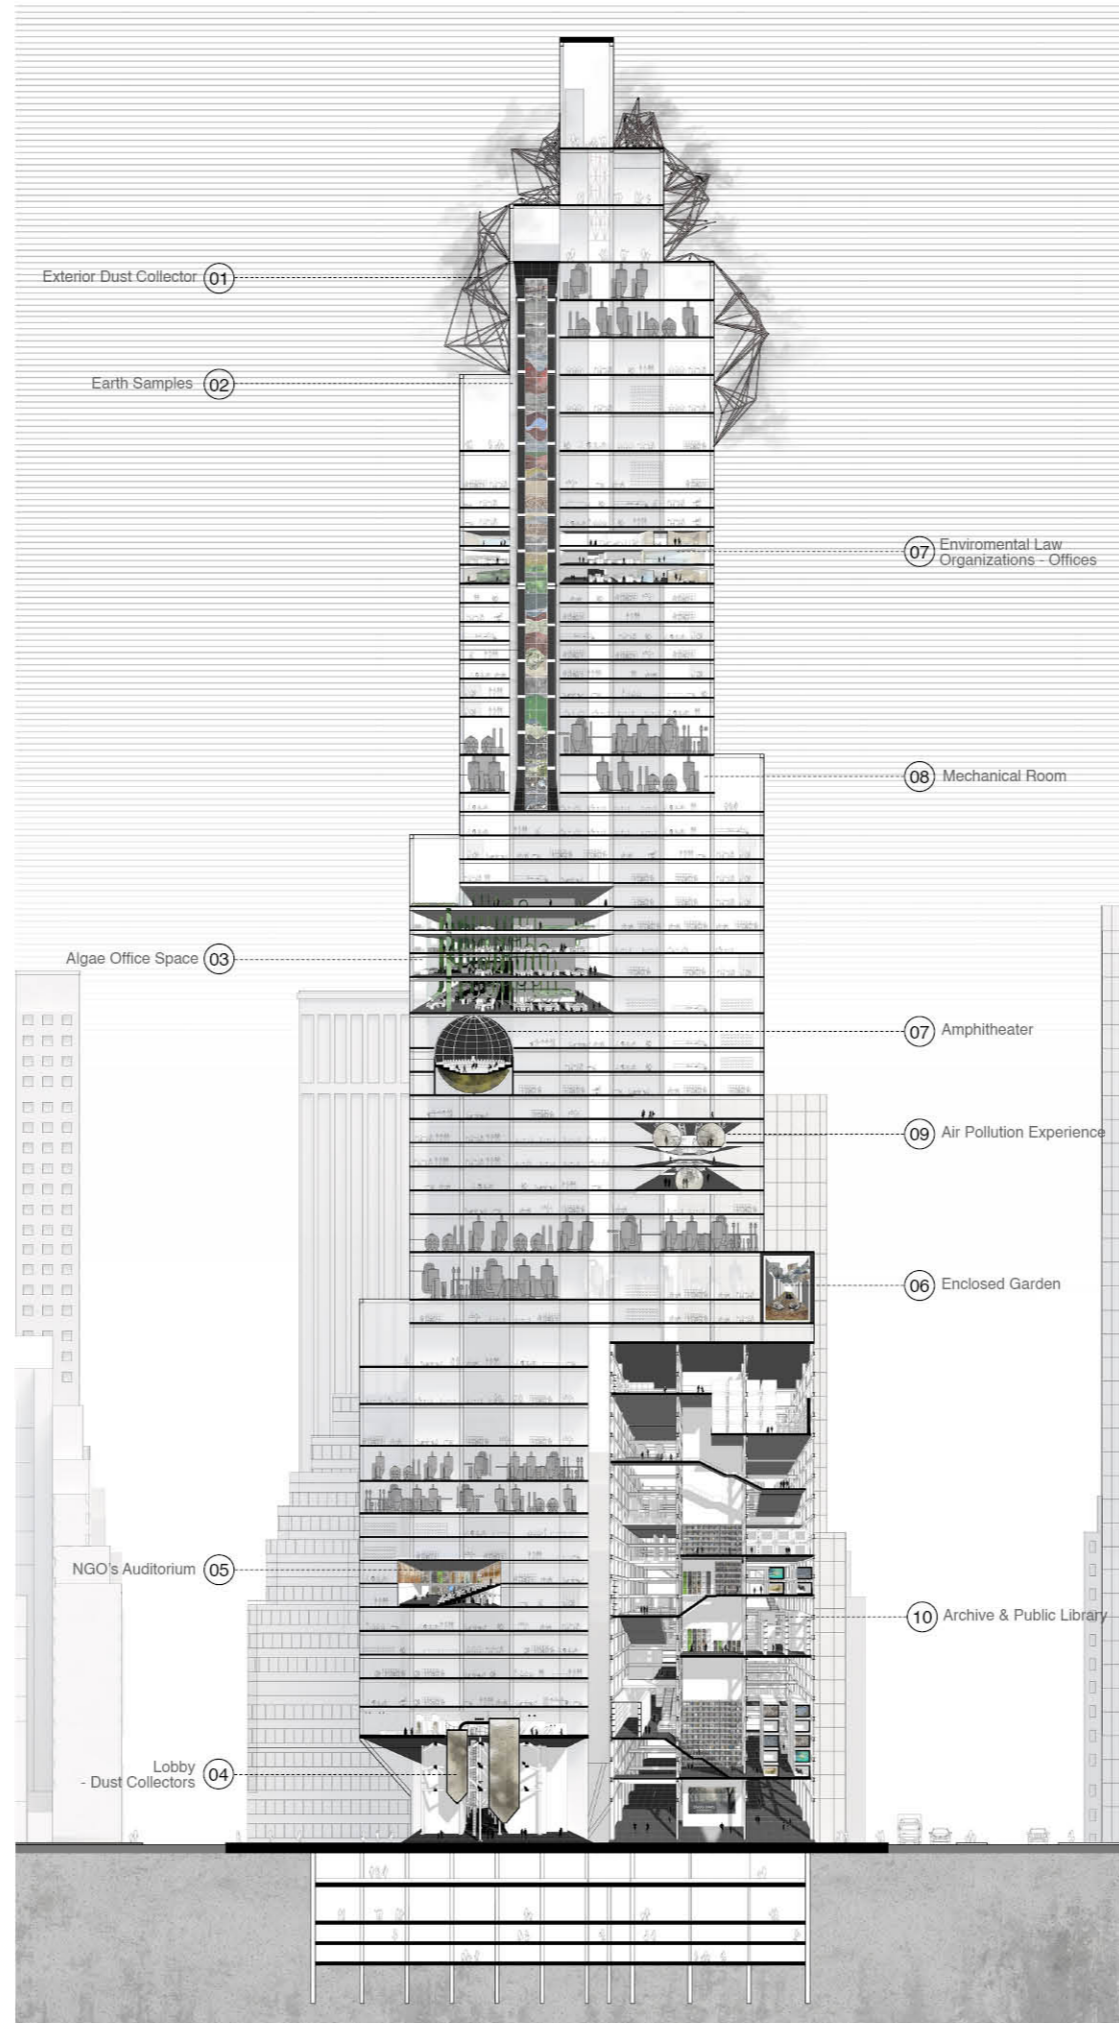 Exterior Dust Collector 01
Earth Samples 02
07 Enviromental Law
Organizations - Offices
08 Mechanical Room
Algae Office Space 03
07 Amphitheater
09 Air Pollution Experience
06 Enclosed Garden
NGO's Auditorium 05
10 Archive & Public Library
Lobby
- Dust Collectors 04